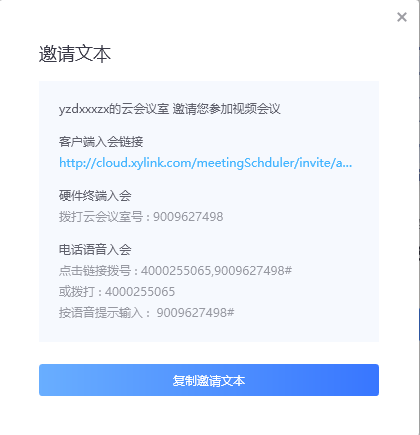 邀请文本
yzdxxxzx的云会议室 邀请您参加视频会议
客户端入会链接
http://cloud.xylink.com/meetingSchduler/invite/a...
硬件终端入会
拨打云会议室号 : 9009627498
电话语音入会
点击链接拨号 : 4000255065,9009627498#
或拨打 : 4000255065
按语音提示输入 :  9009627498#
复制邀请文本